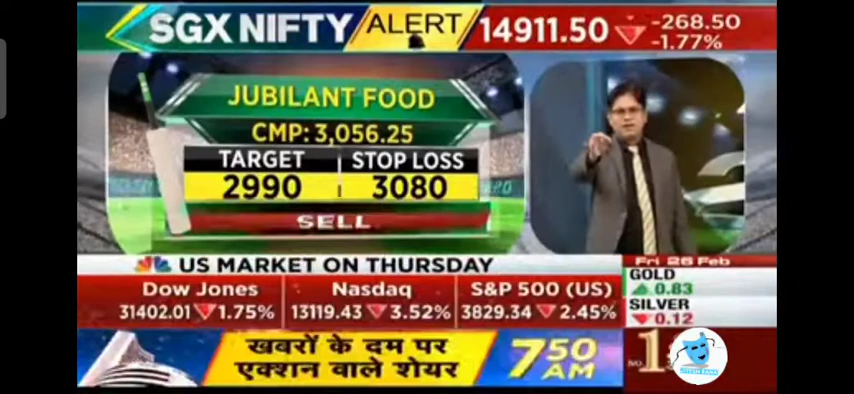 SGX NIFTY ALERT 14911.50 -268.50
-1.77%
JUBILANT FOOD
CMP: 3,056.25
TARGET STOP LOSS
2990 3080
SELL
US MARKET ON THURSDAY
Dow Jones Nasdaq S&P 500 (US)
31402.01 1.75% 13119.43 3.52% 3829.34 2.45%
Fri 26 Feb
GOLD
0.83
SILVER
0.12
खबरों के दम पर
एक्शन वाले शेयर
7 50 AM
NO 1